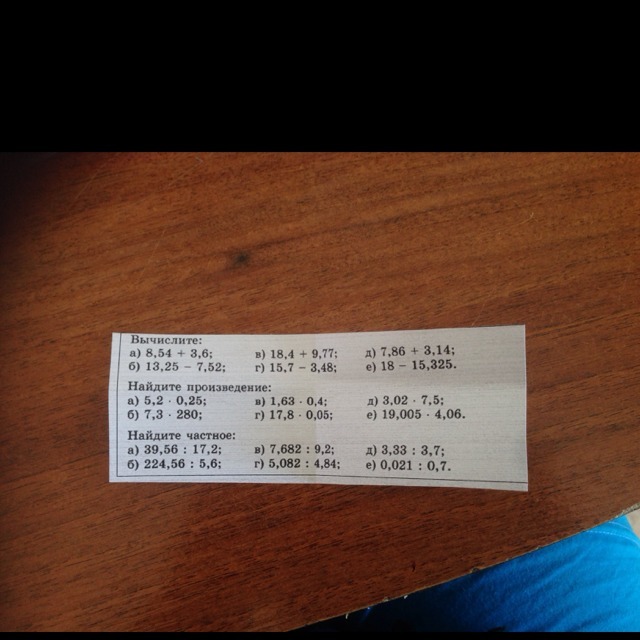 Вычислите:
а) 8,54 + 3,6; в) 18,4 + 9,77; д) 7,86 + 3,14;
б) 13,25 − 7,52; г) 15,7 − 3,48; е) 18 − 15,325.
Найдите произведение:
а) 5,2 · 0,25; в) 1,63 · 0,4; д) 3,02 · 7,5;
б) 7,3 · 280; г) 17,8 · 0,05; е) 19,005 · 4,06.
Найдите частное:
а) 39,56 : 17,2; в) 7,682 : 9,2; д) 3,33 : 3,7;
б) 224,56 : 5,6; г) 5,082 : 4,84; е) 0,021 : 0,7.